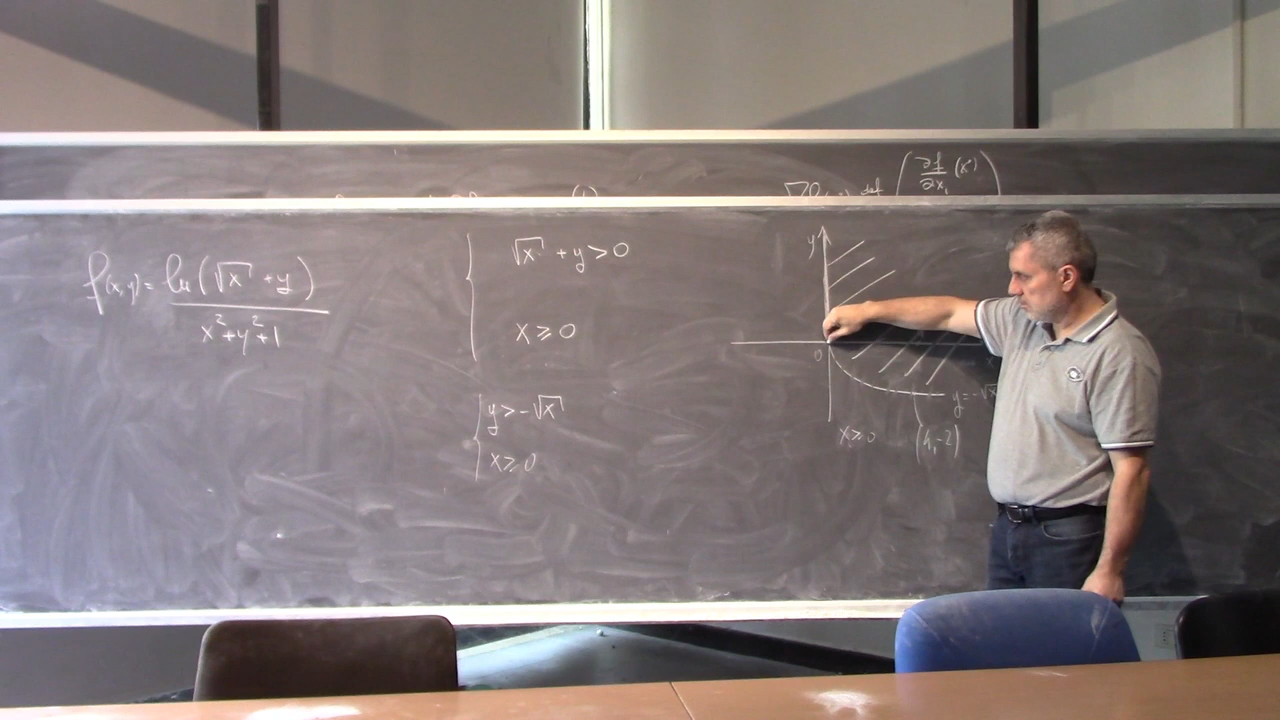 def ( ∂f/∂x₁ (x°) )
f(x,y) = ln(√x + y) / x²+y²+1
{ √x + y > 0
x ≥ 0
{ y > -√x
x ≥ 0
y
0
y = -√x
x ≥ 0
(4,-2)